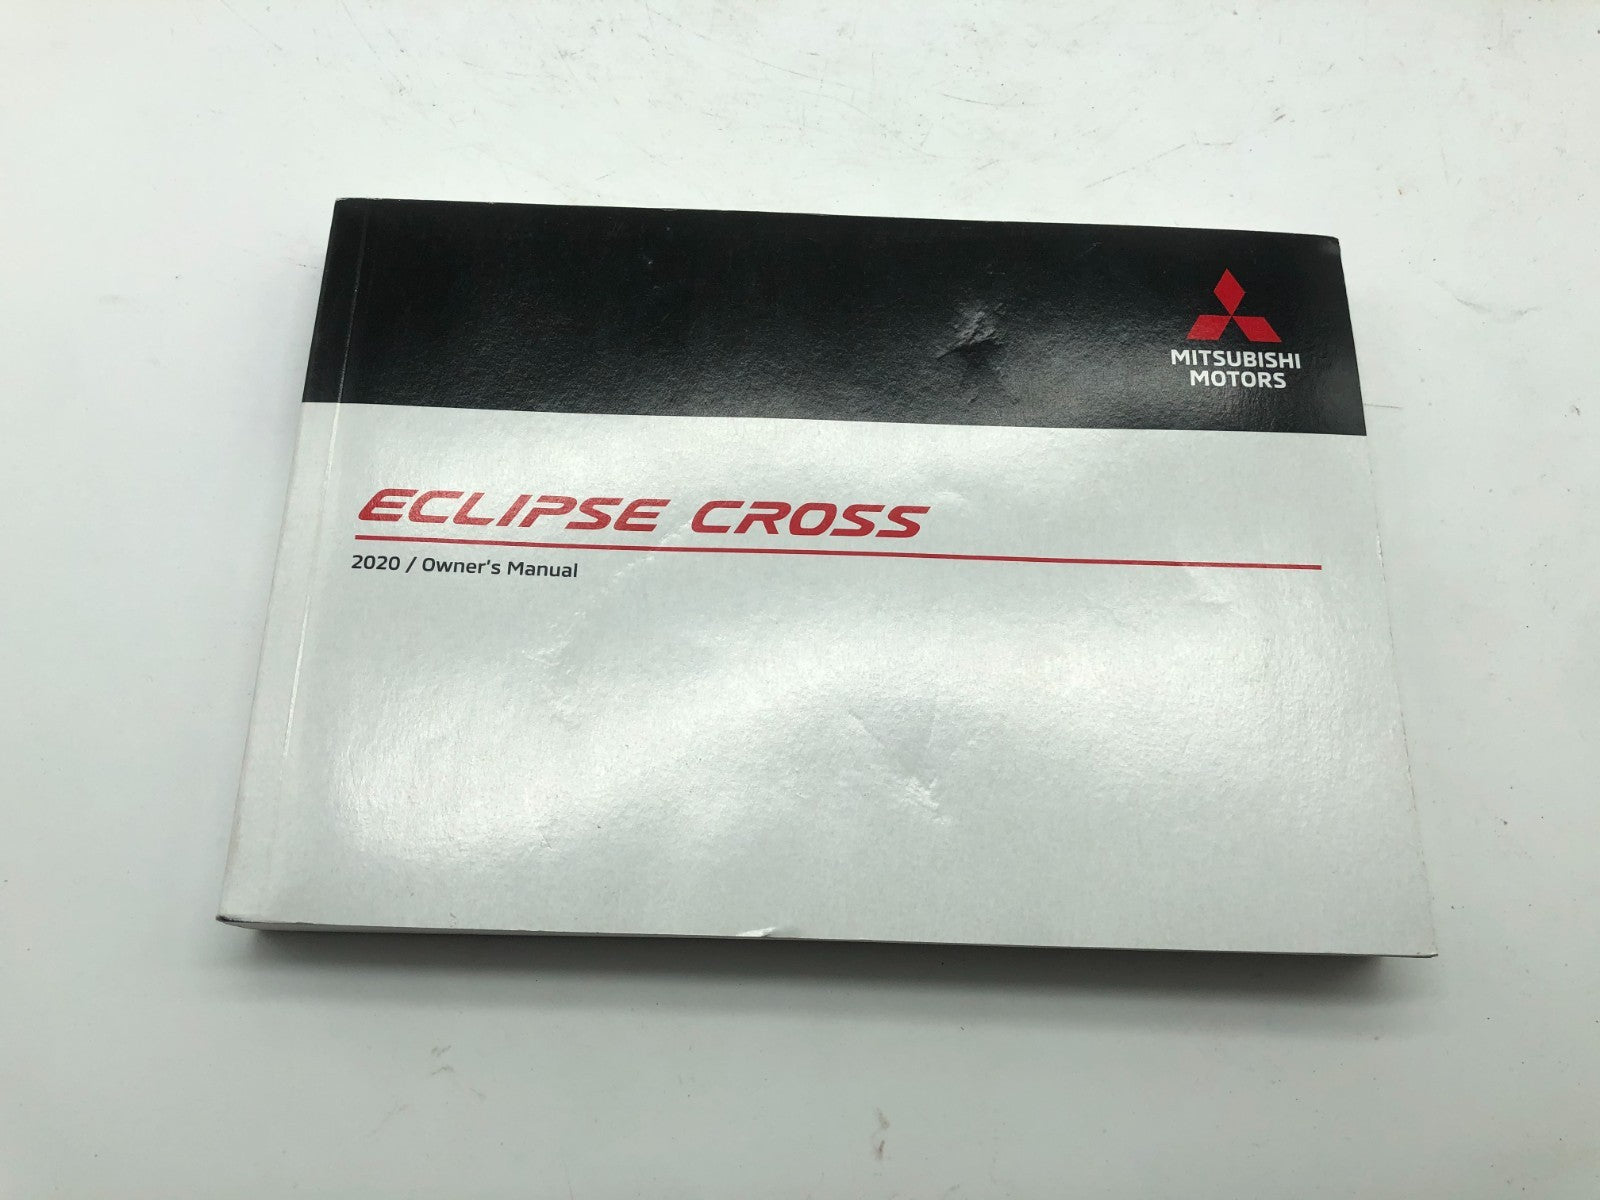 MITSUBISHI
MOTORS
ECLIPSE CROSS
2020 / Owner's Manual